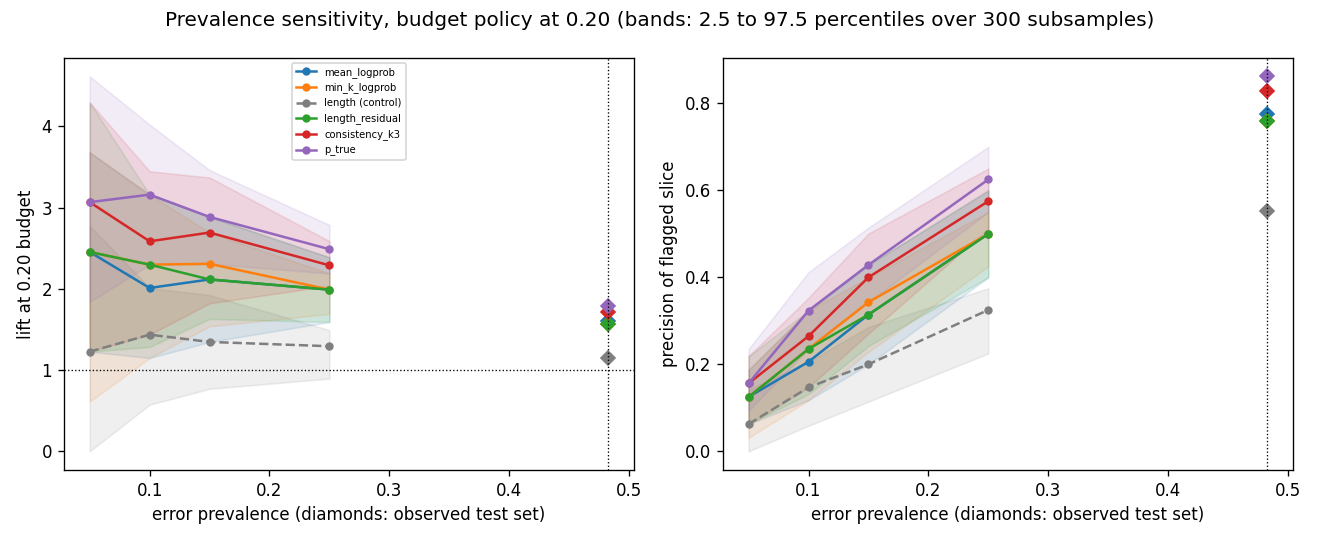 Prevalence sensitivity, budget policy at 0.20 (bands: 2.5 to 97.5 percentiles over 300 subsamples)
lift at 0.20 budget
4
3
2
1
0
mean_logprob
min_k_logprob
length (control)
length_residual
consistency_k3
p_true
0.1 0.2 0.3 0.4 0.5
error prevalence (diamonds: observed test set)
precision of flagged slice
0.8
0.6
0.4
0.2
0.0
0.1 0.2 0.3 0.4 0.5
error prevalence (diamonds: observed test set)